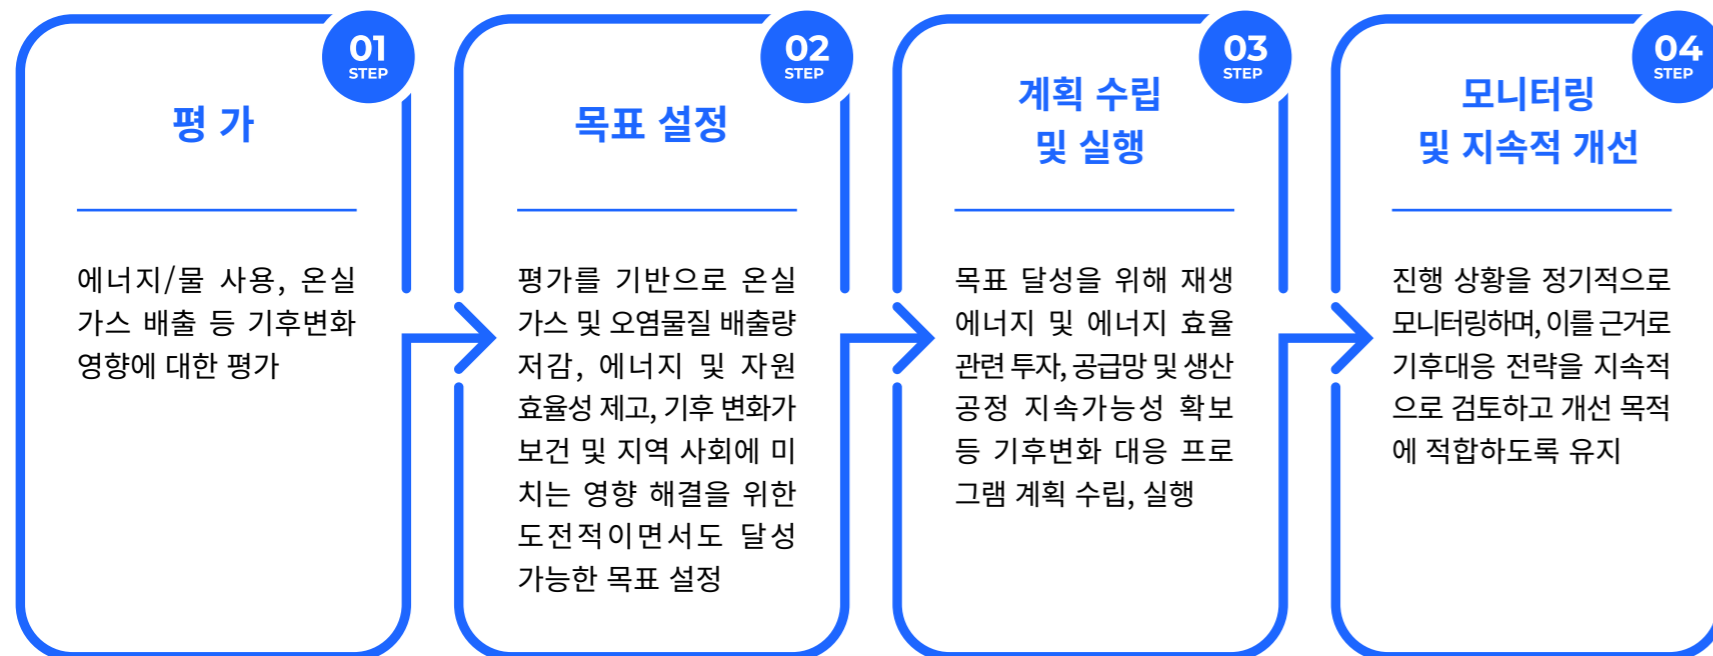 01
STEP
평 가
에너지/물 사용, 온실
가스 배출 등 기후변화
영향에 대한 평가
02
STEP
목표 설정
평가를 기반으로 온실
가스 및 오염물질 배출량
저감, 에너지 및 자원
효율성 제고, 기후 변화가
보건 및 지역 사회에 미
치는 영향 해결을 위한
도전적이면서도 달성
가능한 목표 설정
03
STEP
계획 수립
및 실행
목표 달성을 위해 재생
에너지 및 에너지 효율
관련 투자, 공급망 및 생산
공정 지속가능성 확보
등 기후변화 대응 프로
그램 계획 수립, 실행
04
STEP
모니터링
및 지속적 개선
진행 상황을 정기적으로
모니터링하며, 이를 근거로
기후대응 전략을 지속적
으로 검토하고 개선 목적
에 적합하도록 유지